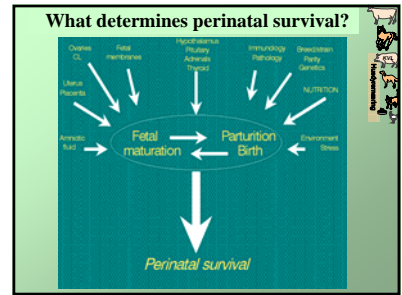 What determines perinatal survival?
Ovaries
CL
Fetal
membranes
Hypothalamus
Pituitary
Adrenals
Thyroid
Immunology
Pathology
Breed/strain
Parity
Genetics
Uterus
Placenta
NUTRITION
Amniotic
fluid
Fetal
maturation
Parturition
Birth
Environment
Stress
Perinatal survival
KVL